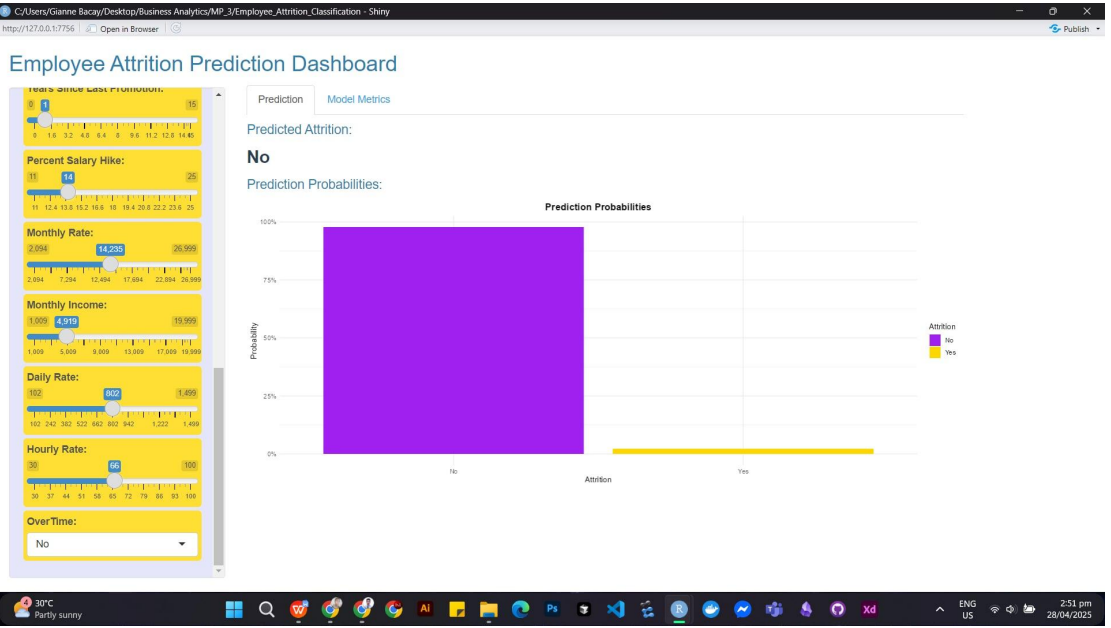 C:/Users/Gianne Bacay/Desktop/Business Analytics/MP_3/Employee_Attrition_Classification - Shiny
http://127.0.0.1:7756 Open in Browser Publish
Employee Attrition Prediction Dashboard
Years Since Last Promotion:
0 1 15
0 1.6 3.2 4.8 6.4 8 9.6 11.2 12.8 14.4
Percent Salary Hike:
11 14 25
11 12.4 13.8 15.2 16.6 18 19.4 20.8 22.2 23.6 25
Monthly Rate:
2,094 14,235 26,999
2,094 7,294 12,494 17,694 22,894 26,999
Monthly Income:
1,009 4,919 19,999
1,009 5,009 9,009 13,009 17,009 19,999
Daily Rate:
102 802 1,499
102 242 382 522 662 802 942 1,222 1,499
Hourly Rate:
30 66 100
30 37 44 51 58 65 72 79 86 93 100
OverTime:
No
Prediction Model Metrics
Predicted Attrition:
No
Prediction Probabilities:
Prediction Probabilities
100%
75%
50%
25%
0%
Probability
No Yes
Attrition
Attrition
No
Yes
4
30°C
Partly sunny
W
Ai
Ps
R
Xd
ENG
US
2:51 pm
28/04/2025